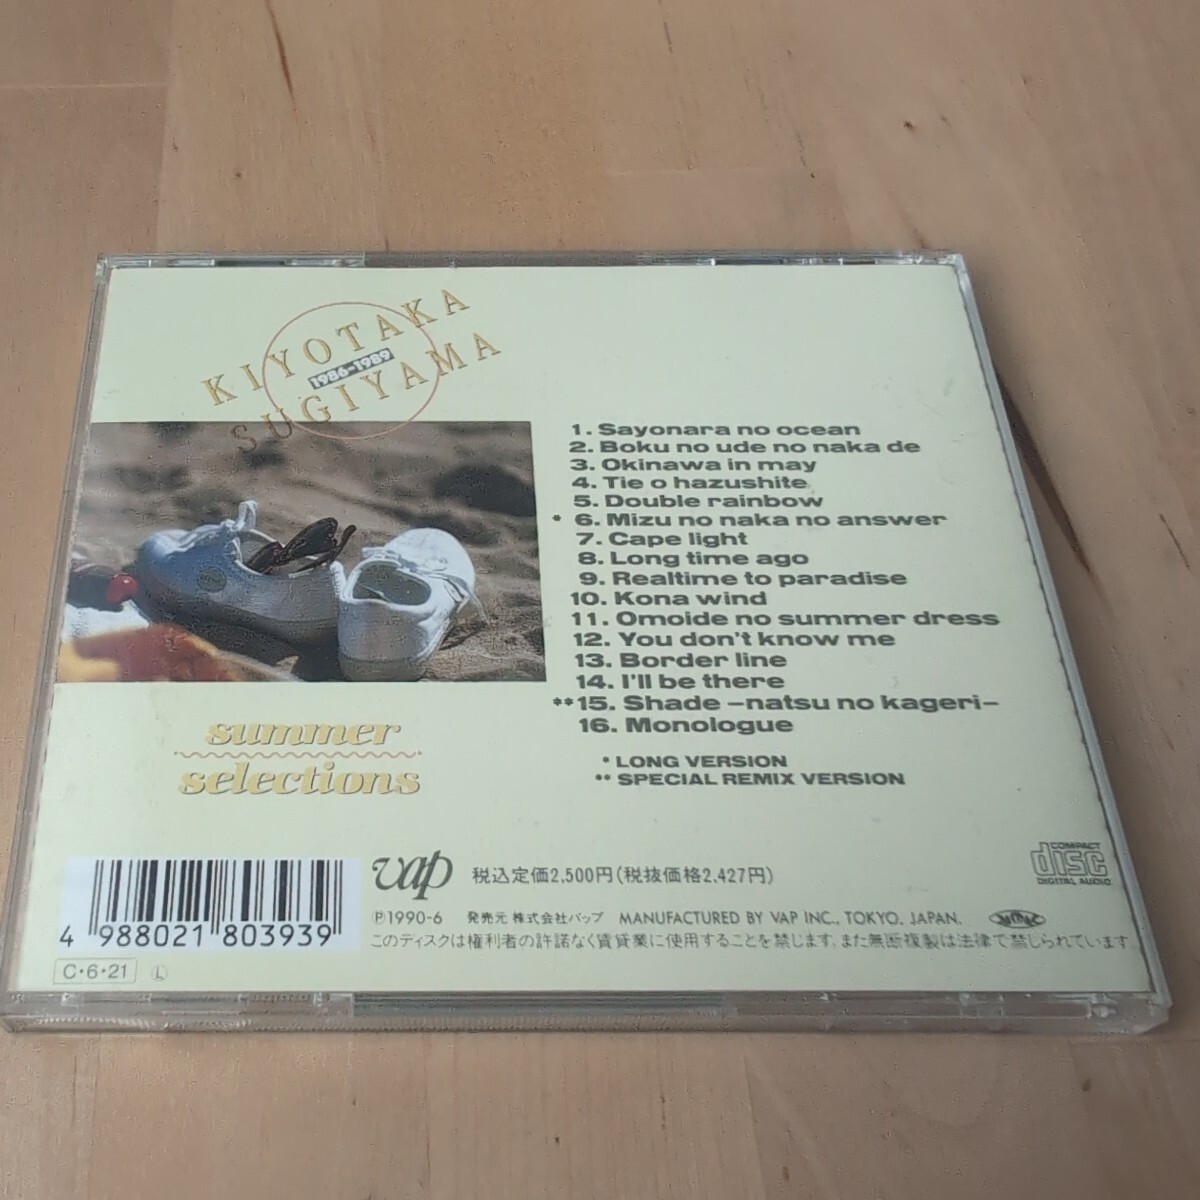 KIYOTAKA
1986-1989
SUGIYAMA
1. Sayonara no ocean
2. Boku no ude no naka de
3. Okinawa in may
4. Tie o hazushite
5. Double rainbow
* 6. Mizu no naka no answer
7. Cape light
8. Long time ago
9. Realtime to paradise
10. Kona wind
11. Omoide no summer dress
12. You don't know me
13. Border line
14. I'll be there
**15. Shade –natsu no kageri–
16. Monologue
* LONG VERSION
** SPECIAL REMIX VERSION
summer
selections
vap 税込定価2,500円(税抜価格2,427円)
COMPACT
disc
DIGITAL AUDIO
Ⓟ1990-6 発売元 株式会社バップ MANUFACTURED BY VAP INC., TOKYO. JAPAN.
このディスクは権利者の許諾なく賃貸業に使用することを禁じます。また無断複製は法律で禁じられています
4 988021 803939
C・6・21 Ⓛ